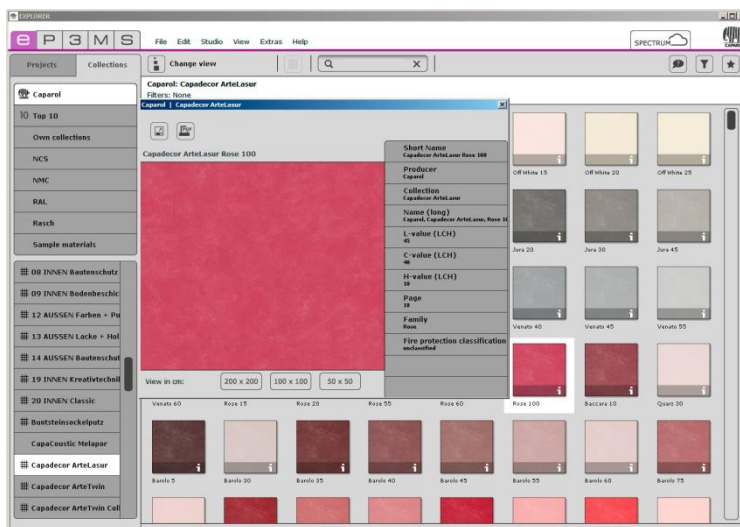 EXPLORER
e P 3 M S
File Edit Studio View Extras Help
SPECTRUM
CAPAROL
Projects Collections
Change view
Caparol
10 Top 10
Own collections
NCS
NMC
RAL
Rasch
Sample materials
08 INNEN Bautenschutz
09 INNEN Bodenbeschic
12 AUSSEN Farben + Pu
13 AUSSEN Lacke + Hol
14 AUSSEN Bautenschut
19 INNEN Kreativtechnil
20 INNEN Classic
Buntsteinsockelputz
CapaCoustic Melapor
Capadecor ArteLasur
Capadecor ArteTwin
Capadecor ArteTwin Coll
Caparol: Capadecor ArteLasur
Filters: None
Caparol | Capadecor ArteLasur
Capadecor ArteLasur Rose 100
Short Name
Capadecor ArteLasur Rose 100
Producer
Caparol
Collection
Capadecor ArteLasur
Name (long)
Caparol, Capadecor ArteLasur, Rose 10
L-value (LCH)
45
C-value (LCH)
48
H-value (LCH)
10
Page
10
Family
Rose
Fire protection classification
unclassified
View in cm: 200 x 200 100 x 100 50 x 50
Off White 15 Off White 20 Off White 25
Jura 20 Jura 30 Jura 45
Venato 40 Venato 45 Venato 55
Venato 60 Rose 15 Rose 20 Rose 55 Rose 60 Rose 100 Baccara 10 Quarz 30
Barolo 5 Barolo 30 Barolo 35 Barolo 40 Barolo 45 Barolo 55 Barolo 60 Barolo 75